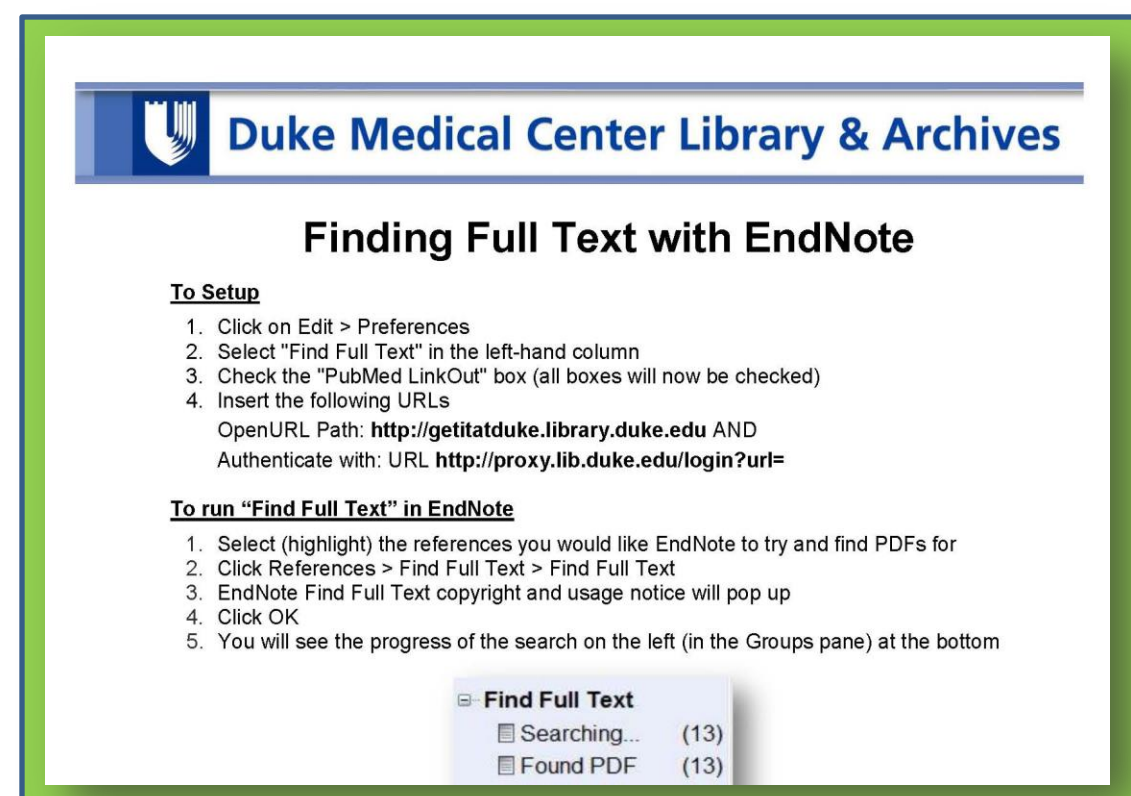 Duke Medical Center Library & Archives
Finding Full Text with EndNote
To Setup
1. Click on Edit > Preferences
2. Select "Find Full Text" in the left-hand column
3. Check the "PubMed LinkOut" box (all boxes will now be checked)
4. Insert the following URLs
OpenURL Path: http://getitatduke.library.duke.edu AND
Authenticate with: URL http://proxy.lib.duke.edu/login?url=
To run “Find Full Text” in EndNote
1. Select (highlight) the references you would like EndNote to try and find PDFs for
2. Click References > Find Full Text > Find Full Text
3. EndNote Find Full Text copyright and usage notice will pop up
4. Click OK
5. You will see the progress of the search on the left (in the Groups pane) at the bottom
Find Full Text
Searching... (13)
Found PDF (13)